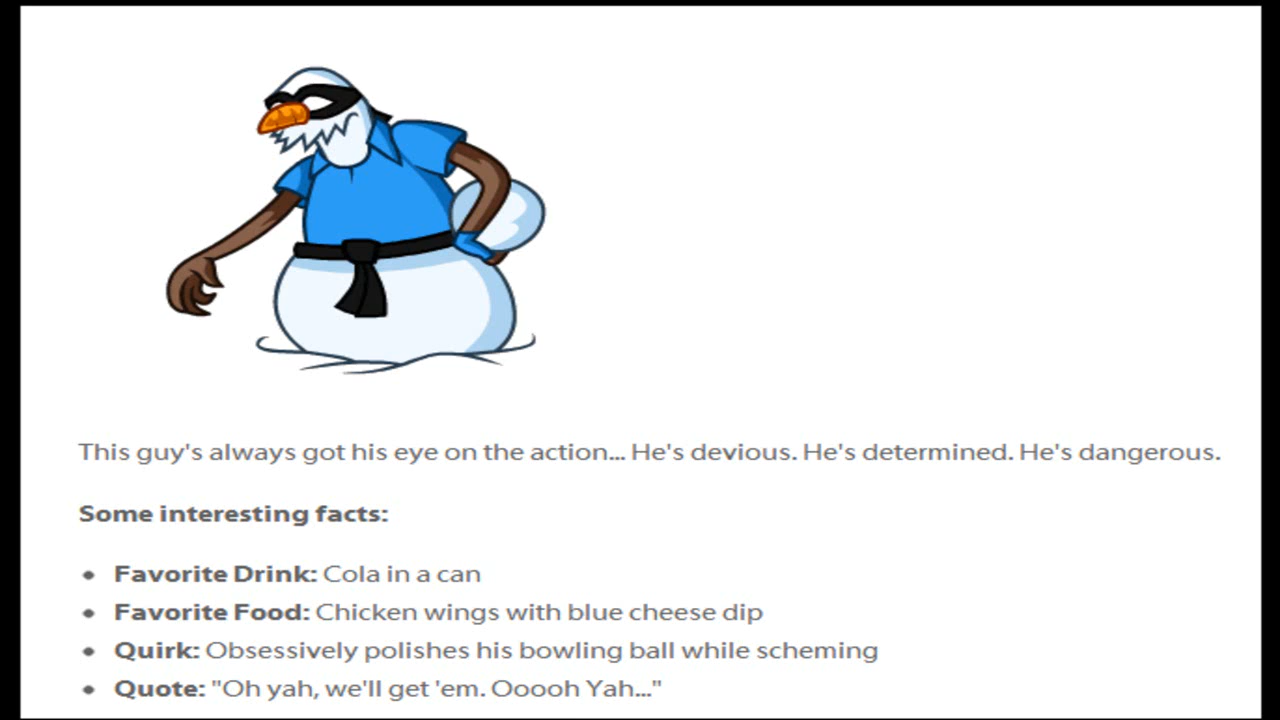 This guy's always got his eye on the action... He's devious. He's determined. He's dangerous.
Some interesting facts:
• Favorite Drink: Cola in a can
• Favorite Food: Chicken wings with blue cheese dip
• Quirk: Obsessively polishes his bowling ball while scheming
• Quote: "Oh yah, we'll get 'em. Ooooh Yah..."